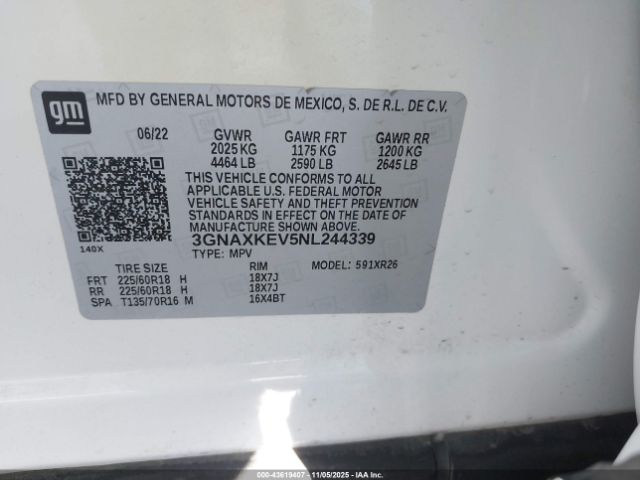 gm
MFD BY GENERAL MOTORS DE MEXICO, S. DE R.L. DE C.V.
06/22 GVWR GAWR FRT GAWR RR
2025 KG 1175 KG 1200 KG
4464 LB 2590 LB 2645 LB
THIS VEHICLE CONFORMS TO ALL
APPLICABLE U.S. FEDERAL MOTOR
VEHICLE SAFETY AND THEFT PREVENTION
STANDARDS IN EFFECT ON THE DATE OF
MANUFACTURE SHOWN ABOVE.
3GNAXKEV5NL244339
140X TYPE: MPV MODEL: 591XR26
TIRE SIZE RIM
FRT 225/60R18 H 18X7J
RR 225/60R18 H 18X7J
SPA T135/70R16 M 16X4BT
000-43619407 - 11/05/2025 - IAAI.COM